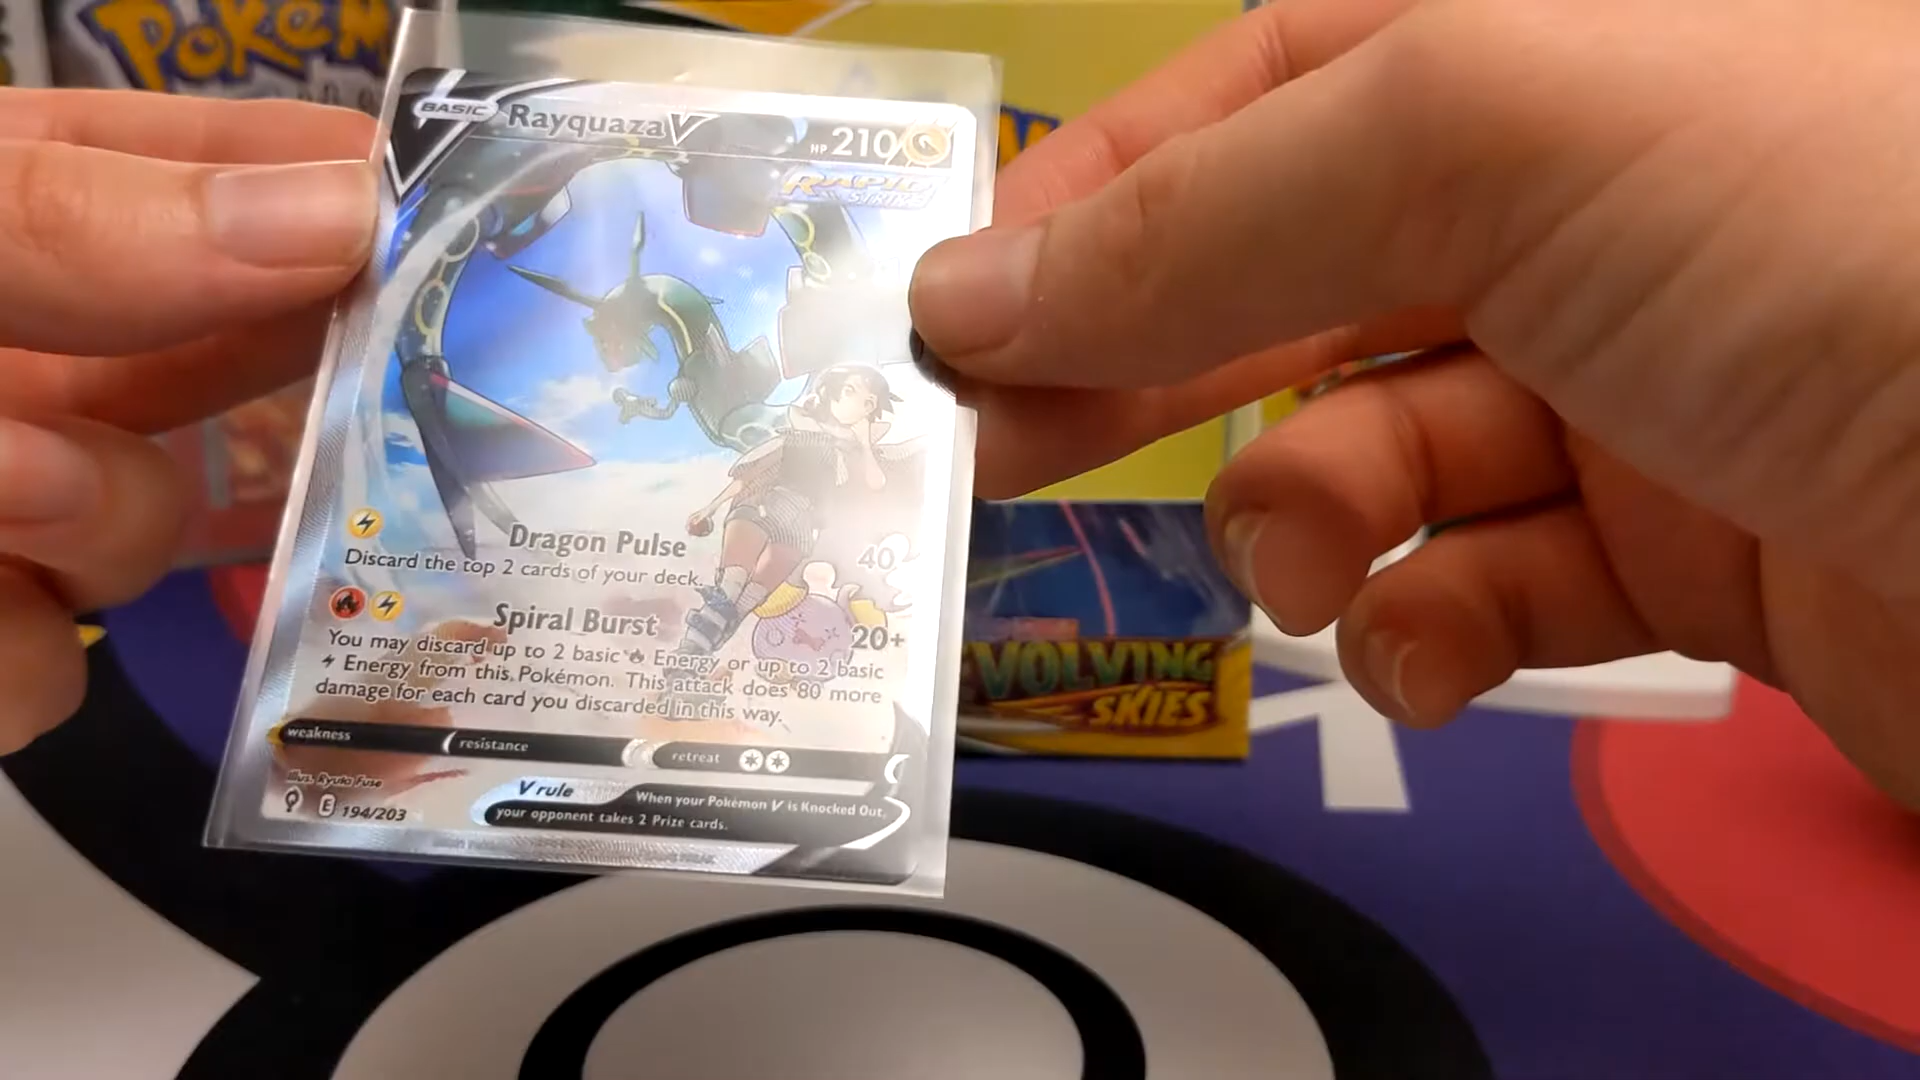 POKéM
BASIC Rayquaza V HP 210
RAPID
STRIKE
Dragon Pulse 40
Discard the top 2 cards of your deck.
Spiral Burst 20+
You may discard up to 2 basic Energy or up to 2 basic
Energy from this Pokémon. This attack does 80 more
damage for each card you discarded in this way.
weakness resistance retreat
Illus. Ryuta Fuse
E 194/203
V rule When your Pokémon V is Knocked Out,
your opponent takes 2 Prize cards.
EVOLVING
SKIES